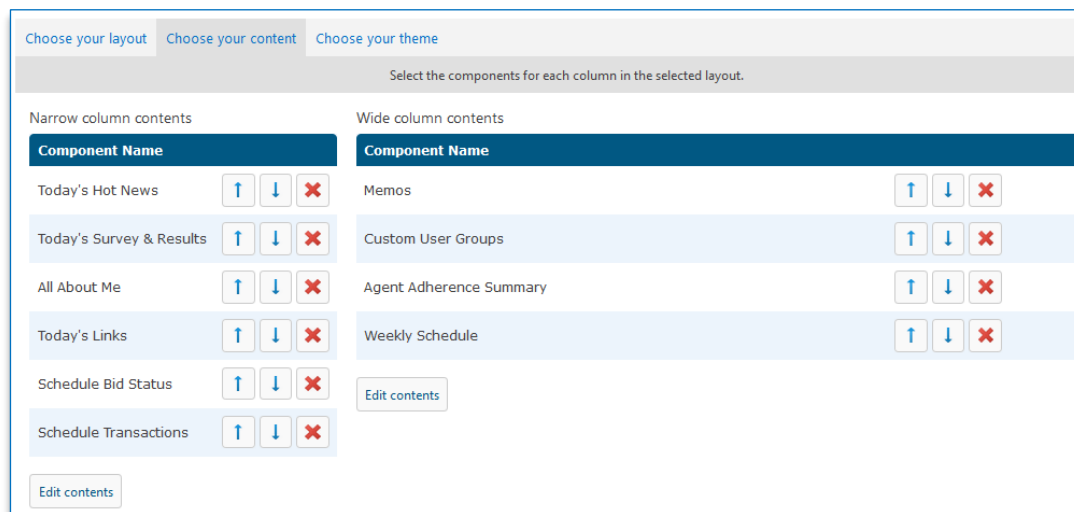 Choose your layout Choose your content Choose your theme
Select the components for each column in the selected layout.
Narrow column contents
Component Name
Today's Hot News
Today's Survey & Results
All About Me
Today's Links
Schedule Bid Status
Schedule Transactions
Edit contents
Wide column contents
Component Name
Memos
Custom User Groups
Agent Adherence Summary
Weekly Schedule
Edit contents